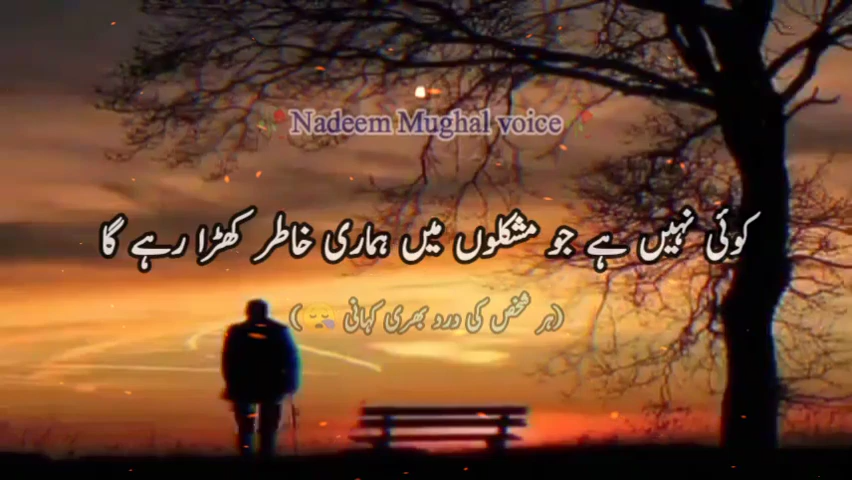 🌹Nadeem Mughal voice🌹
کوئی نہیں ہے جو مشکلوں میں ہماری خاطر کھڑا رہے گا
(ہر شخص کی درد بھری کہانی 😪)